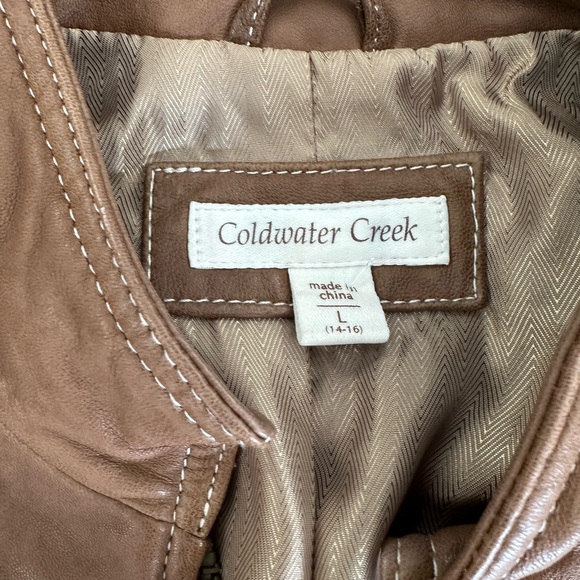 Coldwater Creek
made in
china
L
(14-16)